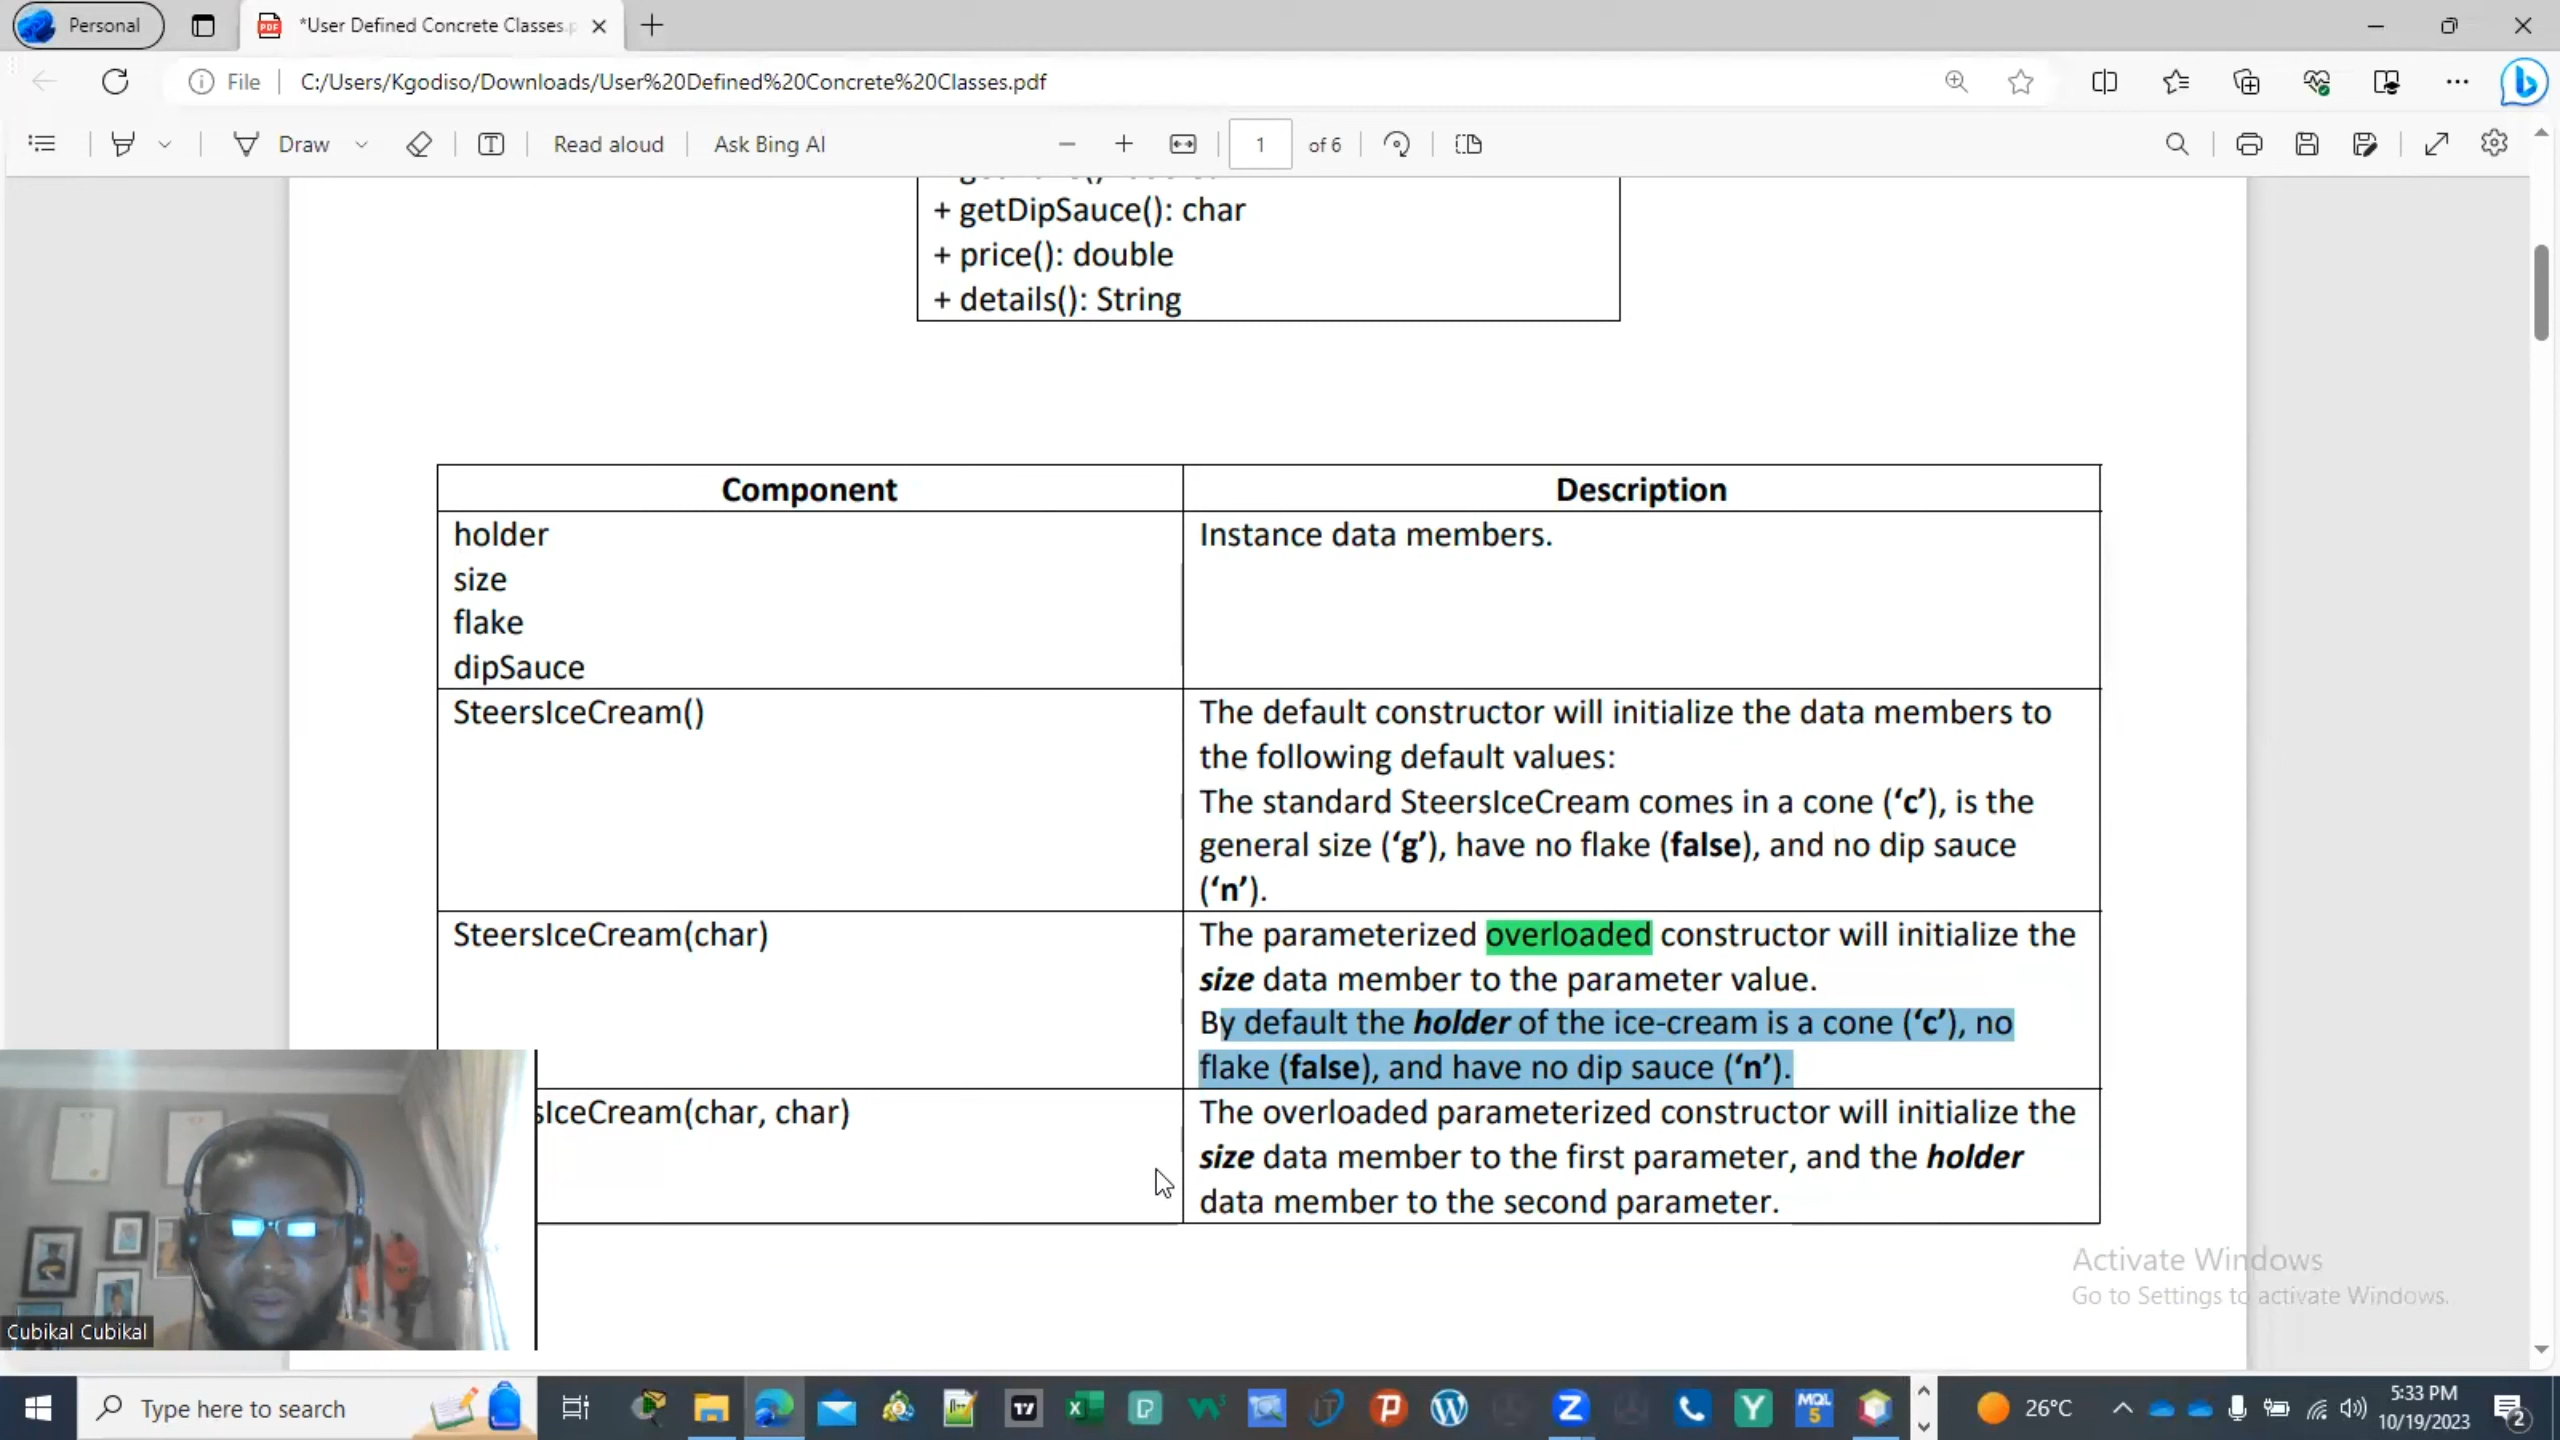 Personal
*User Defined Concrete Classes.p
File
C:/Users/Kgodiso/Downloads/User%20Defined%20Concrete%20Classes.pdf
Draw
Read aloud
Ask Bing AI
1
of 6
+ getDipSauce(): char
+ price(): double
+ details(): String
Component
Description
holder
size
flake
dipSauce
Instance data members.
SteersIceCream()
The default constructor will initialize the data members to
the following default values:
The standard SteersIceCream comes in a cone (‘c’), is the
general size (‘g’), have no flake (false), and no dip sauce
(‘n’).
SteersIceCream(char)
The parameterized overloaded constructor will initialize the
size data member to the parameter value.
By default the holder of the ice-cream is a cone (‘c’), no
flake (false), and have no dip sauce (‘n’).
sIceCream(char, char)
The overloaded parameterized constructor will initialize the
size data member to the first parameter, and the holder
data member to the second parameter.
Activate Windows
Go to Settings to activate Windows.
Cubikal Cubikal
Type here to search
MQL
5
26°C
5:33 PM
10/19/2023
2